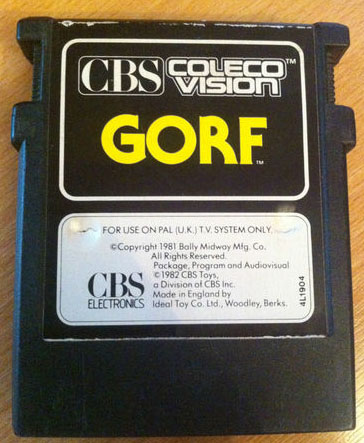 CBS COLECO VISION™
GORF™
FOR USE ON PAL (U.K.) T.V. SYSTEM ONLY.
©Copyright 1981 Bally Midway Mfg. Co.
All Rights Reserved.
Package, Program and Audiovisual
©1982 CBS Toys,
a Division of CBS Inc.
Made in England by
Ideal Toy Co. Ltd., Woodley, Berks.
CBS
ELECTRONICS
4L1904